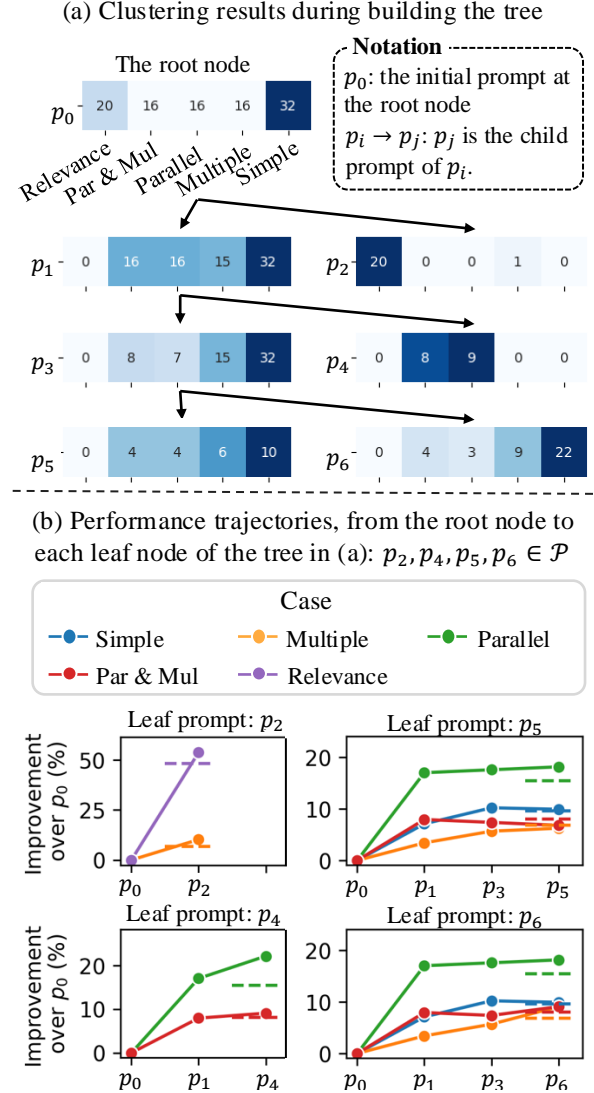 (a) Clustering results during building the tree
The root node
p₀ 20 16 16 16 32
Relevance
Par & Mul
Parallel
Multiple
Simple
Notation
p₀: the initial prompt at
the root node
pᵢ → pⱼ: pⱼ is the child
prompt of pᵢ.
p₁ 0 16 16 15 32
p₂ 20 0 0 1 0
p₃ 0 8 7 15 32
p₄ 0 8 9 0 0
p₅ 0 4 4 6 10
p₆ 0 4 3 9 22
(b) Performance trajectories, from the root node to
each leaf node of the tree in (a): p₂, p₄, p₅, p₆ ∈ 𝒫
Case
Simple Multiple Parallel
Par & Mul Relevance
Leaf prompt: p₂
Improvement
over p₀ (%)
50
25
0
p₀ p₂
Leaf prompt: p₅
20
10
0
p₀ p₁ p₃ p₅
Leaf prompt: p₄
Improvement
over p₀ (%)
20
10
0
p₀ p₁ p₄
Leaf prompt: p₆
20
10
0
p₀ p₁ p₃ p₆